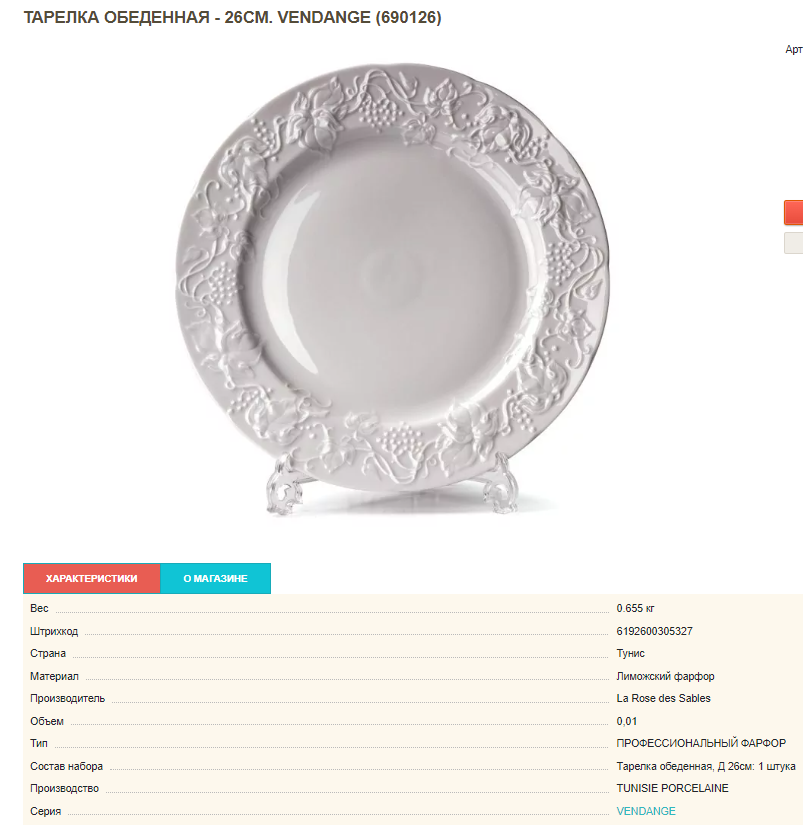 ТАРЕЛКА ОБЕДЕННАЯ - 26СМ. VENDANGE (690126)
Арт
ХАРАКТЕРИСТИКИ О МАГАЗИНЕ
Вес 0.655 кг
Штрихкод 6192600305327
Страна Тунис
Материал Лиможский фарфор
Производитель La Rose des Sables
Объем 0,01
Тип ПРОФЕССИОНАЛЬНЫЙ ФАРФОР
Состав набора Тарелка обеденная, Д 26см: 1 штука
Производство TUNISIE PORCELAINE
Серия VENDANGE